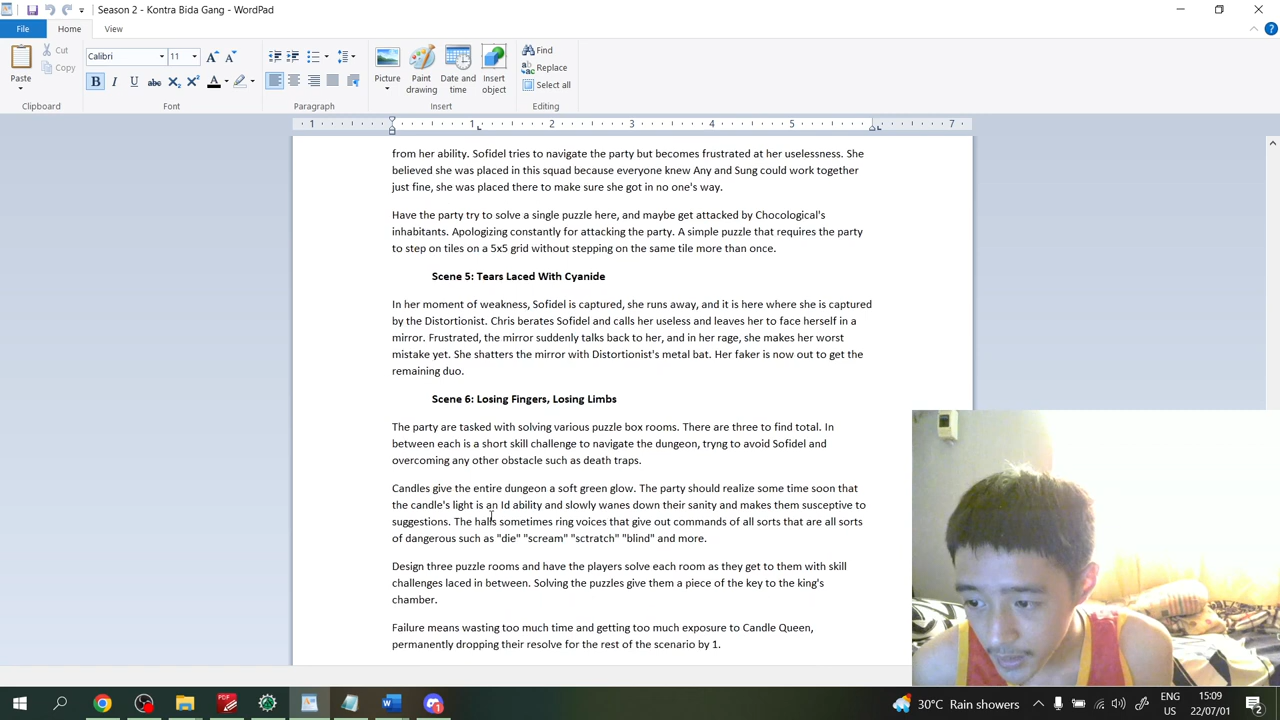 Season 2 - Kontra Bida Gang - WordPad
File
Home
View
Paste
Cut
Copy
Clipboard
Calibri
11
Font
Paragraph
Picture
Paint drawing
Date and time
Insert object
Insert
Find
Replace
Select all
Editing
1 1 2 3 4 5 7
from her ability. Sofidel tries to navigate the party but becomes frustrated at her uselessness. She
believed she was placed in this squad because everyone knew Any and Sung could work together
just fine, she was placed there to make sure she got in no one's way.
Have the party try to solve a single puzzle here, and maybe get attacked by Chocological's
inhabitants. Apologizing constantly for attacking the party. A simple puzzle that requires the party
to step on tiles on a 5x5 grid without stepping on the same tile more than once.
Scene 5: Tears Laced With Cyanide
In her moment of weakness, Sofidel is captured, she runs away, and it is here where she is captured
by the Distortionist. Chris berates Sofidel and calls her useless and leaves her to face herself in a
mirror. Frustrated, the mirror suddenly talks back to her, and in her rage, she makes her worst
mistake yet. She shatters the mirror with Distortionist's metal bat. Her faker is now out to get the
remaining duo.
Scene 6: Losing Fingers, Losing Limbs
The party are tasked with solving various puzzle box rooms. There are three to find total. In
between each is a short skill challenge to navigate the dungeon, tryng to avoid Sofidel and
overcoming any other obstacle such as death traps.
Candles give the entire dungeon a soft green glow. The party should realize some time soon that
the candle's light is an Id ability and slowly wanes down their sanity and makes them susceptive to
suggestions. The halls sometimes ring voices that give out commands of all sorts that are all sorts
of dangerous such as "die" "scream" "sctratch" "blind" and more.
Design three puzzle rooms and have the players solve each room as they get to them with skill
challenges laced in between. Solving the puzzles give them a piece of the key to the king's
chamber.
Failure means wasting too much time and getting too much exposure to Candle Queen,
permanently dropping their resolve for the rest of the scenario by 1.
30°C Rain showers
ENG
US
15:09
22/07/01
2